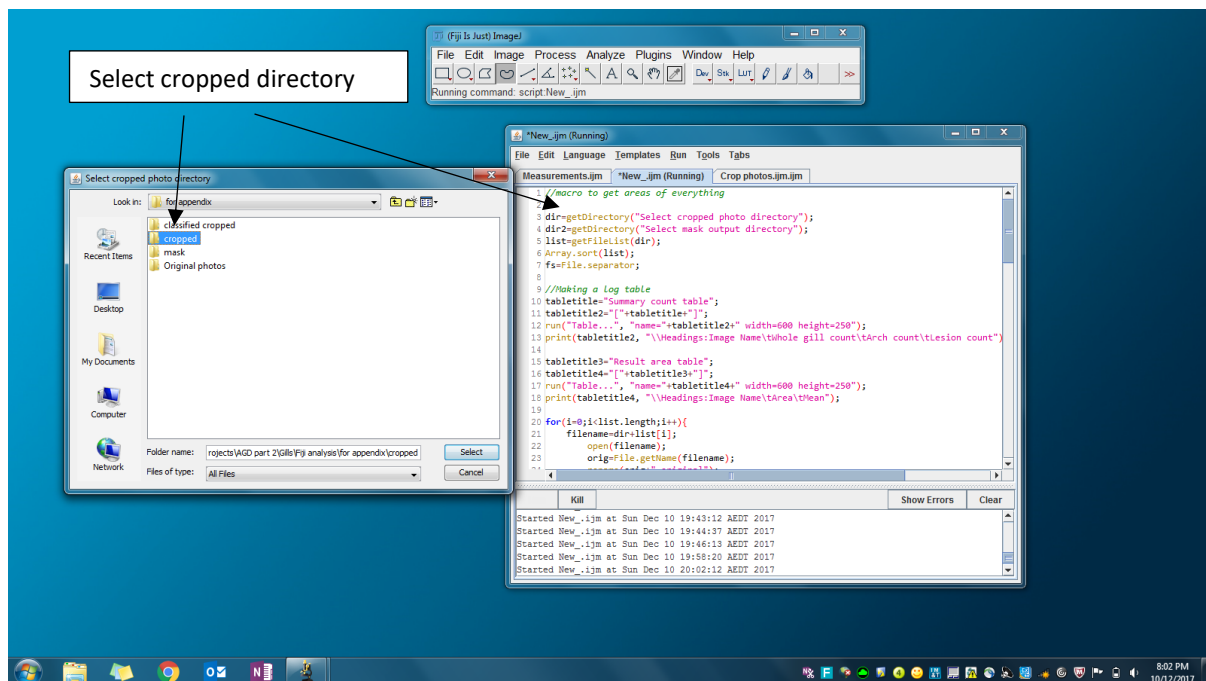 Select cropped directory
(Fiji Is Just) ImageJ
File Edit Image Process Analyze Plugins Window Help
A Dev Stk LUT >>
Running command: script:New_.ijm
*New_.ijm (Running)
File Edit Language Templates Run Tools Tabs
Measurements.ijm *New_.ijm (Running) Crop photos.ijm.ijm
1 //macro to get areas of everything
2
3 dir=getDirectory("Select cropped photo directory");
4 dir2=getDirectory("Select mask output directory");
5 list=getFileList(dir);
6 Array.sort(list);
7 fs=File.separator;
8
9 //Making a Log table
10 tabletitle="Summary count table";
11 tabletitle2="["+tabletitle+"]";
12 run("Table...", "name="+tabletitle2+" width=600 height=250");
13 print(tabletitle2, "\\Headings:Image Name\tWhole gill count\tArch count\tLesion count")
14
15 tabletitle3="Result area table";
16 tabletitle4="["+tabletitle3+"]";
17 run("Table...", "name="+tabletitle4+" width=600 height=250");
18 print(tabletitle4, "\\Headings:Image Name\tArea\tMean");
19
20 for(i=0;i<list.length;i++){
21 filename=dir+list[i];
22 open(filename);
23 orig=File.getName(filename);
Kill Show Errors Clear
Started New_.ijm at Sun Dec 10 19:43:12 AEDT 2017
Started New_.ijm at Sun Dec 10 19:44:37 AEDT 2017
Started New_.ijm at Sun Dec 10 19:46:13 AEDT 2017
Started New_.ijm at Sun Dec 10 19:58:20 AEDT 2017
Started New_.ijm at Sun Dec 10 20:02:12 AEDT 2017
Select cropped photo directory
Look in: for appendix
classified cropped
cropped
mask
Original photos
Recent Items
Desktop
My Documents
Computer
Network
Folder name: rojects\AGD part 2\Gills\Fiji analysis\for appendix\cropped Select
Files of type: All Files Cancel
8:02 PM
10/12/2017